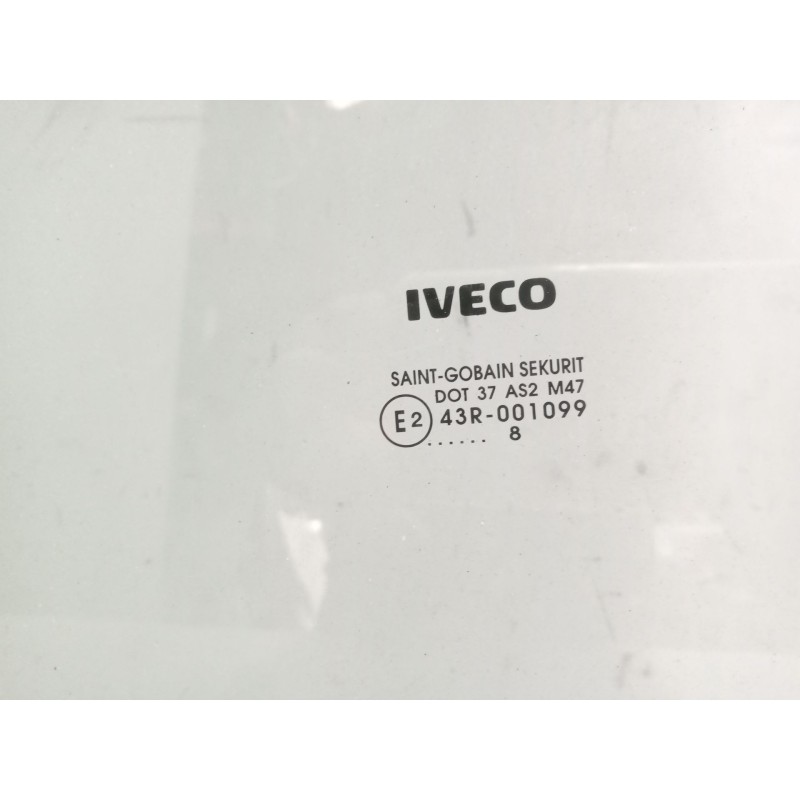 IVECO
SAINT-GOBAIN SEKURIT
DOT 37 AS2 M47
E2 43R-001099
...... 8